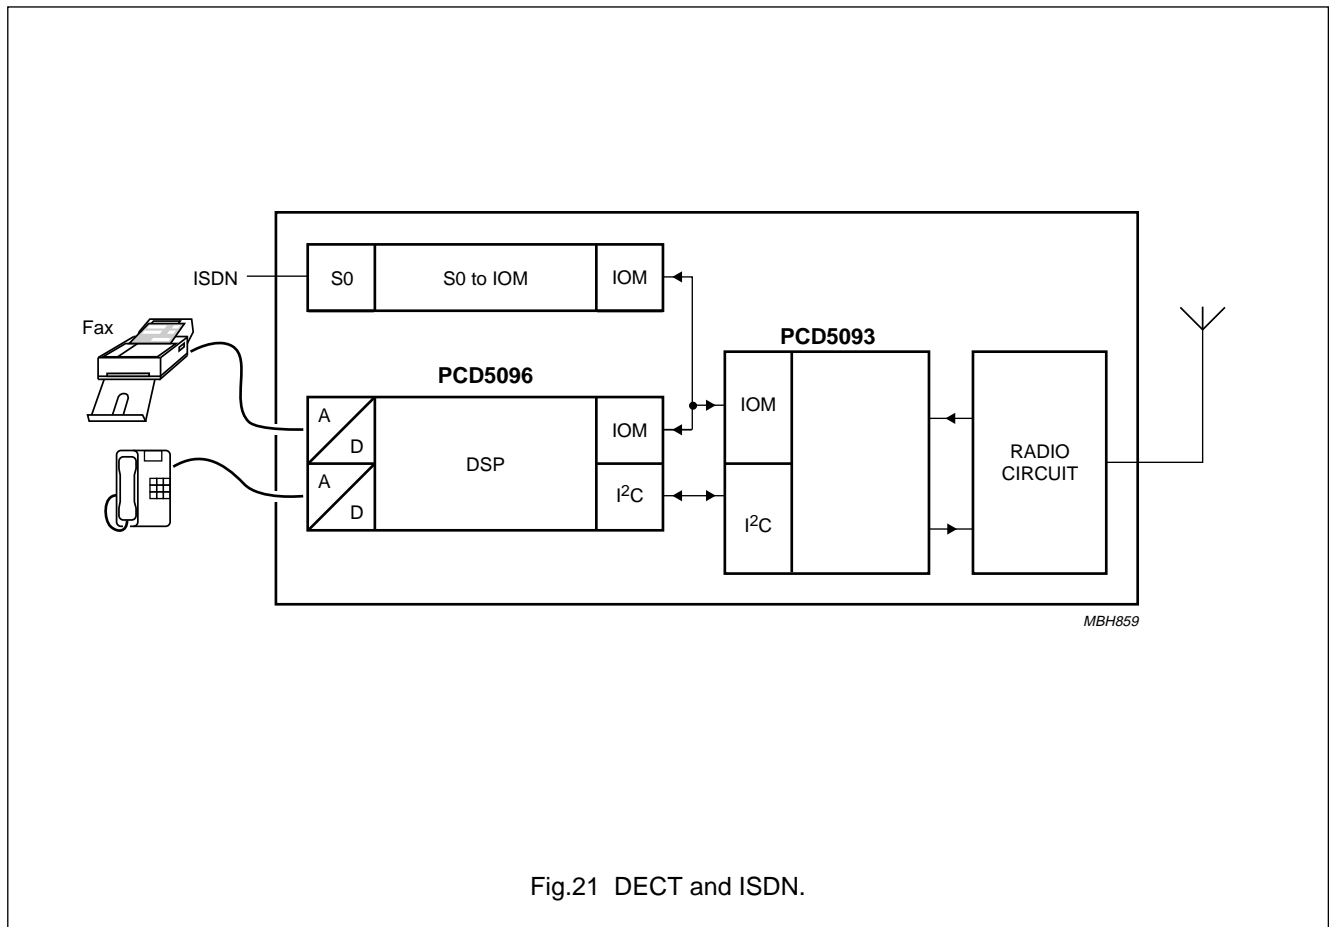 ISDN
S0
S0 to IOM
IOM
Fax
PCD5093
PCD5096
A
D
A
D
DSP
IOM
I²C
IOM
I²C
RADIO
CIRCUIT
MBH859
Fig.21 DECT and ISDN.